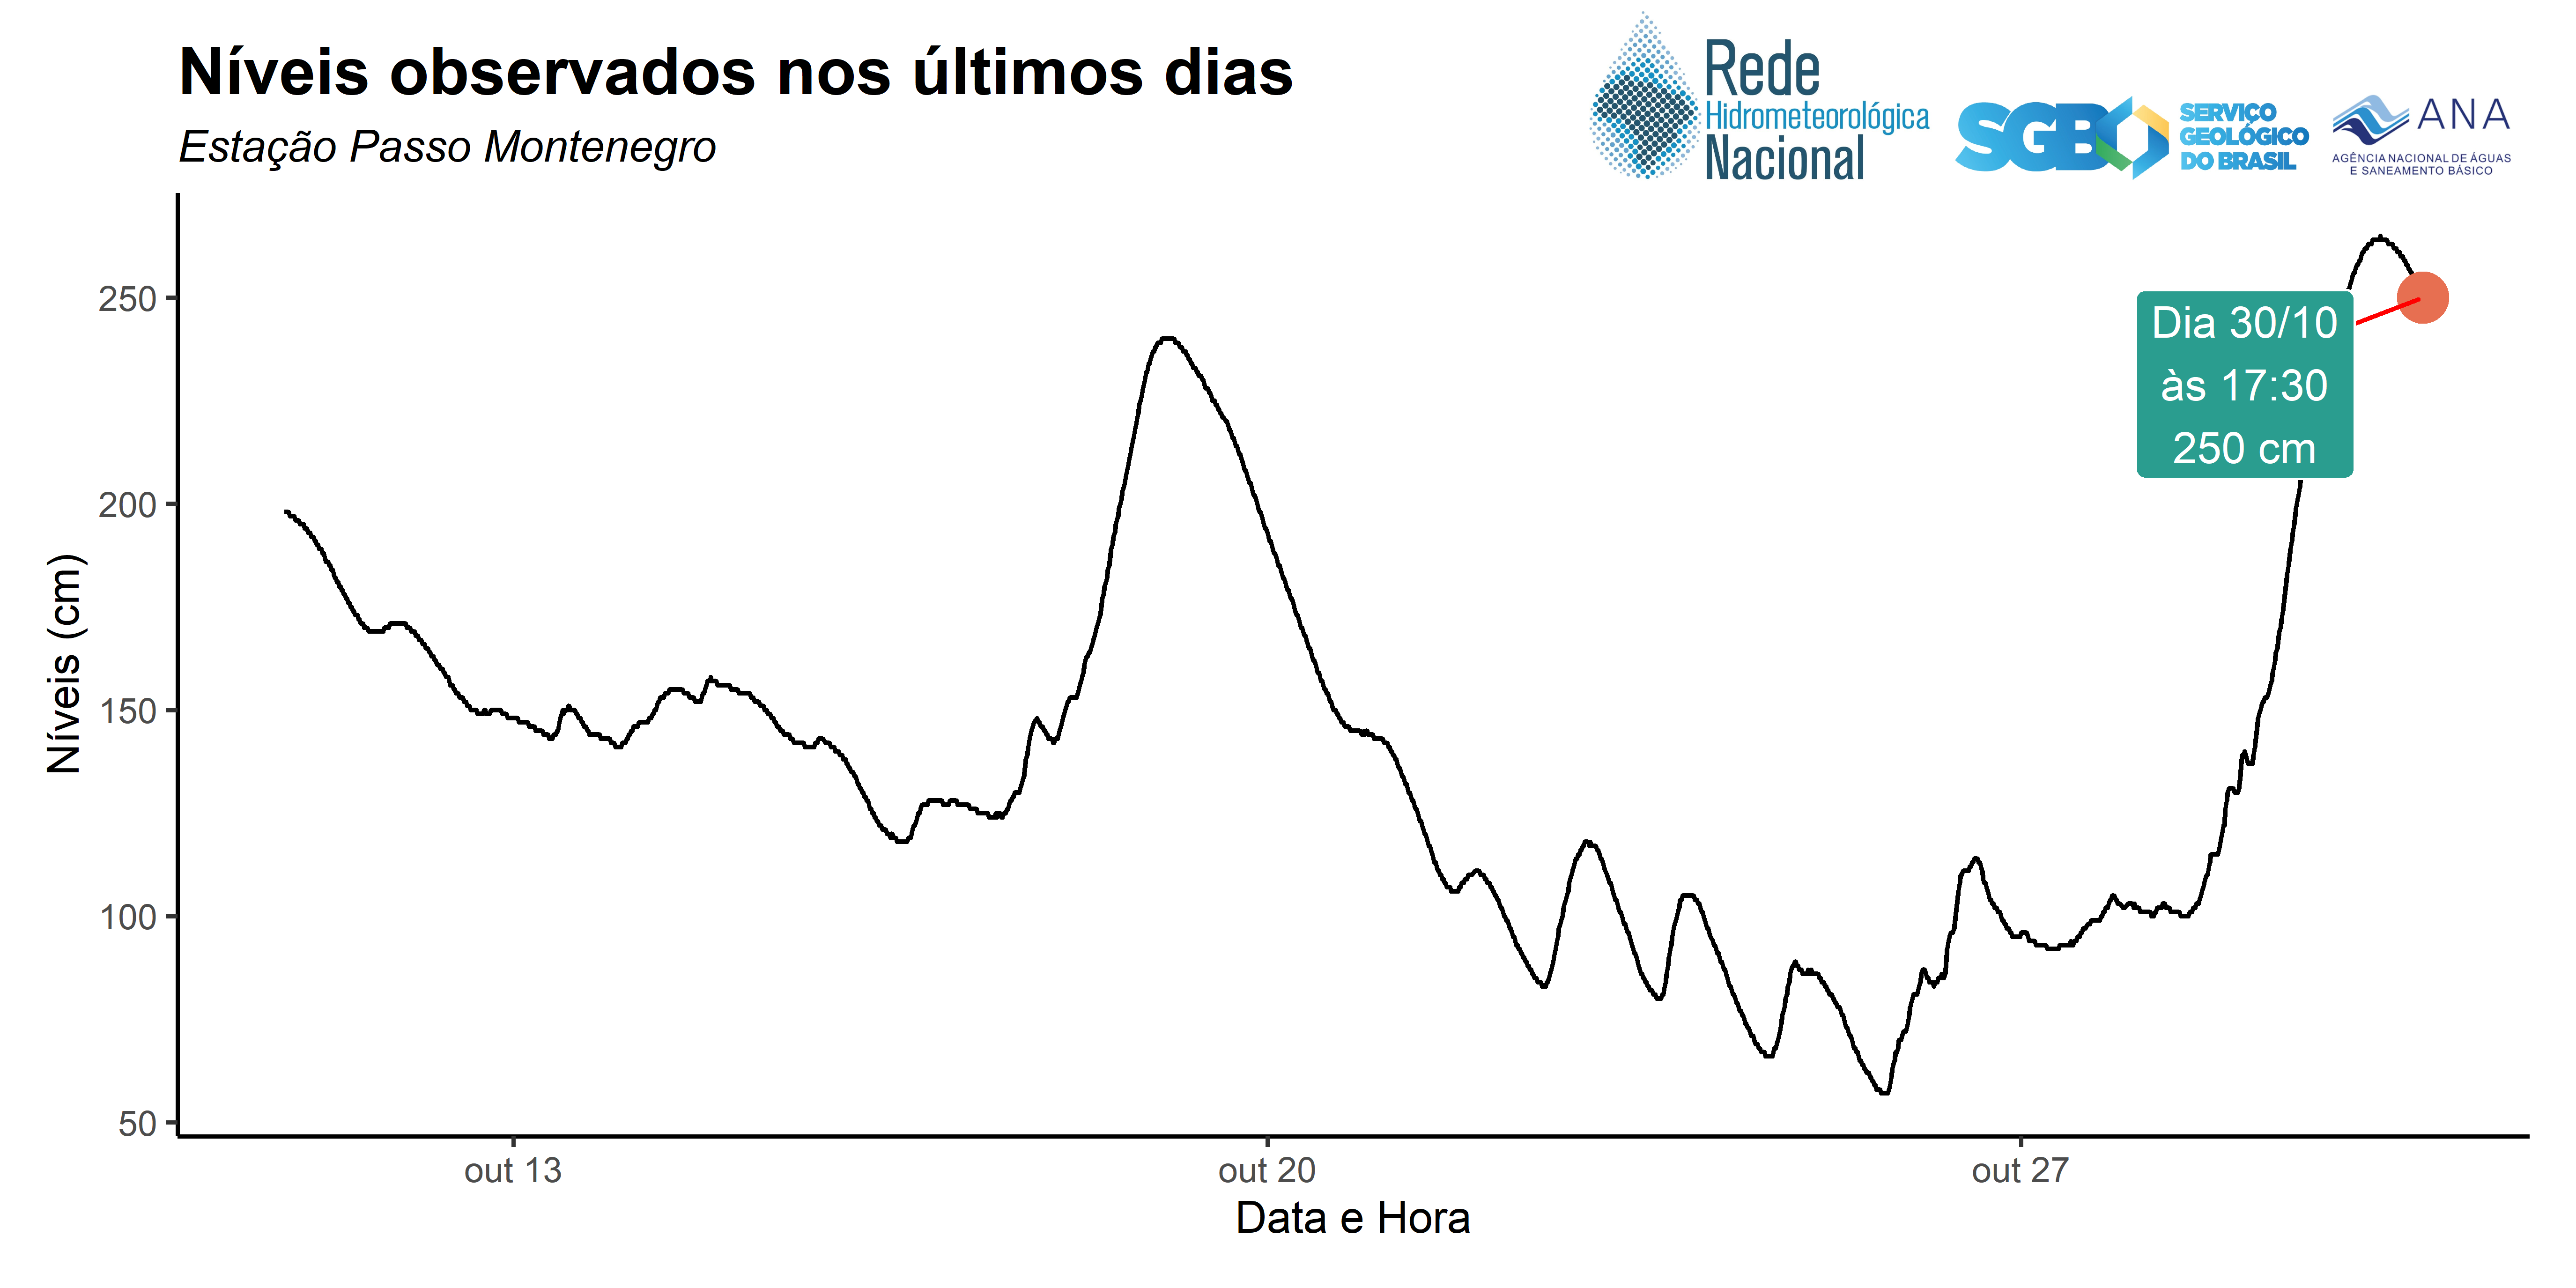 Níveis observados nos últimos dias
Estação Passo Montenegro
Rede
Hidrometeorológica
Nacional
SGB
SERVIÇO
GEOLÓGICO
DO BRASIL
ANA
AGÊNCIA NACIONAL DE ÁGUAS
E SANEAMENTO BÁSICO
Níveis (cm)
250
200
150
100
50
Dia 30/10
às 17:30
250 cm
out 13
out 20
out 27
Data e Hora